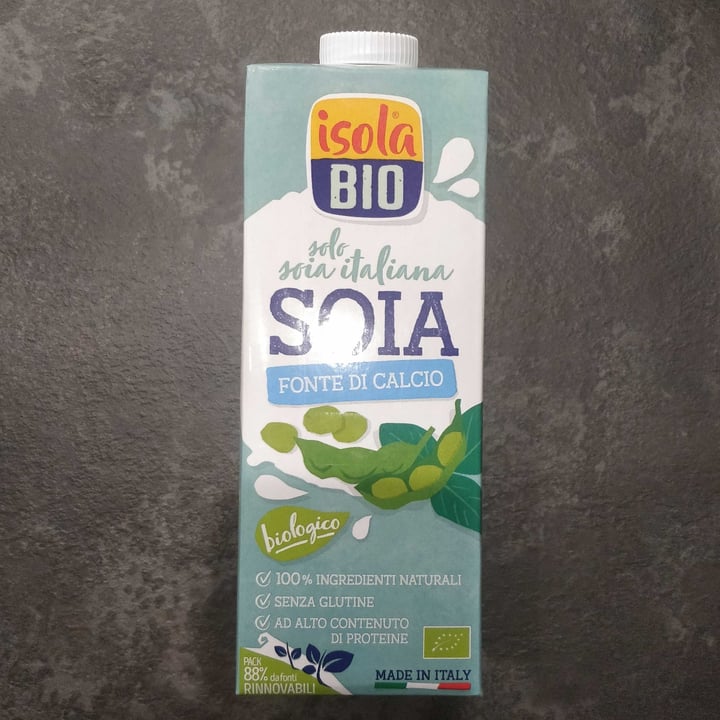 isola®
BIO
solo
soia italiana
SOIA
FONTE DI CALCIO
biologico
100% INGREDIENTI NATURALI
SENZA GLUTINE
AD ALTO CONTENUTO
DI PROTEINE
PACK
88% da fonti
RINNOVABILI
MADE IN ITALY